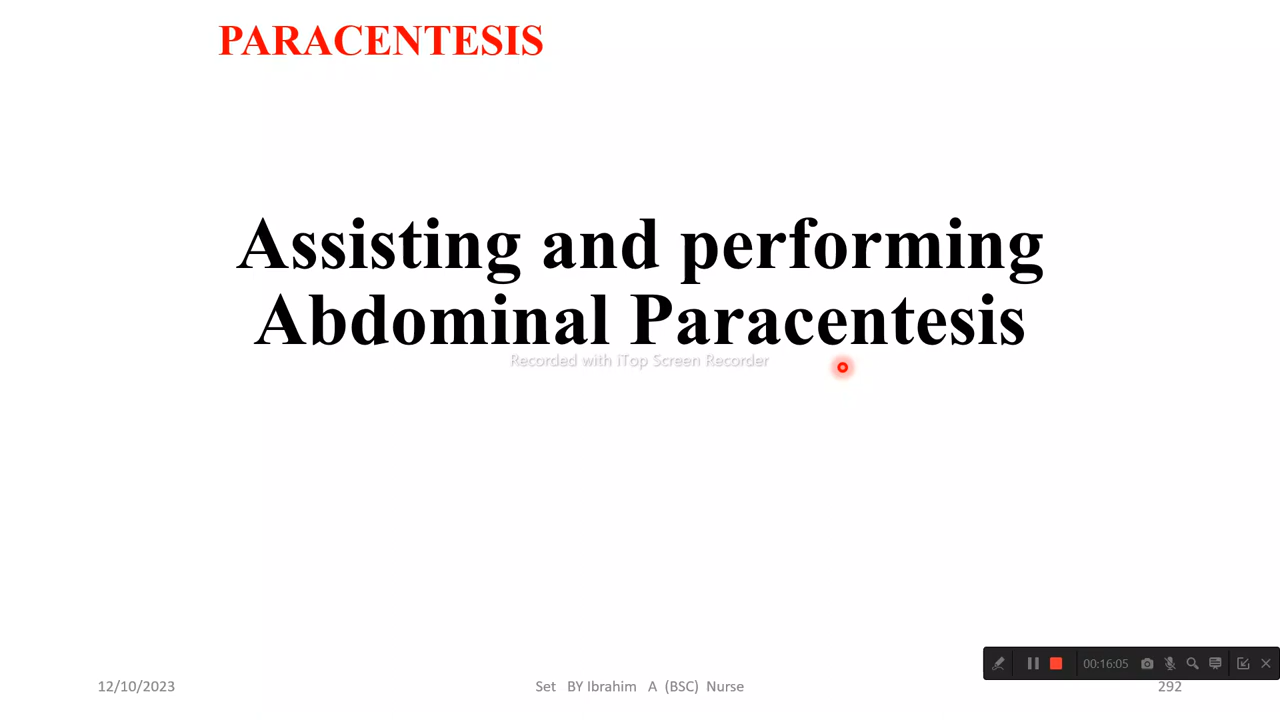 PARACENTESIS
Assisting and performing
Abdominal Paracentesis
Recorded with iTop Screen Recorder
00:16:05
12/10/2023
Set BY Ibrahim A (BSC) Nurse
292